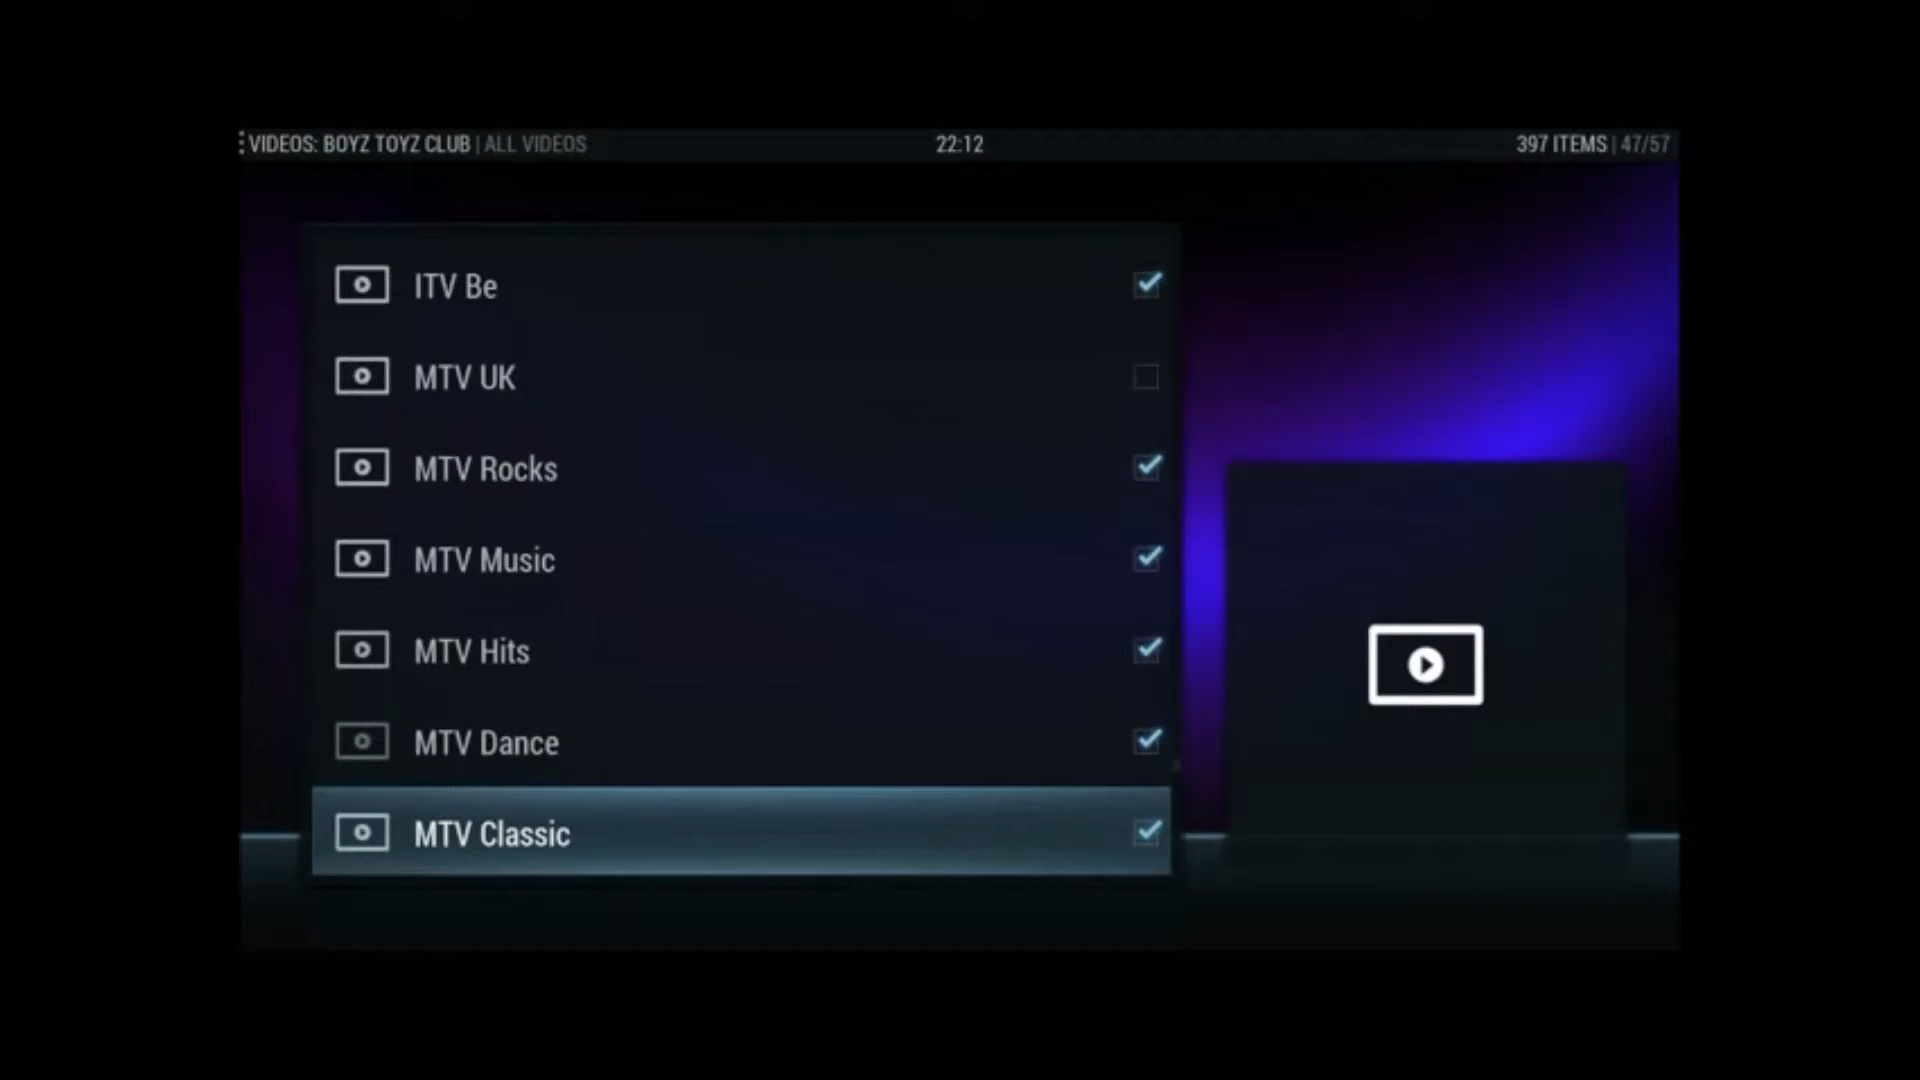 VIDEOS: BOYZ TOYZ CLUB | ALL VIDEOS
22:12
397 ITEMS | 47/57
ITV Be
MTV UK
MTV Rocks
MTV Music
MTV Hits
MTV Dance
MTV Classic